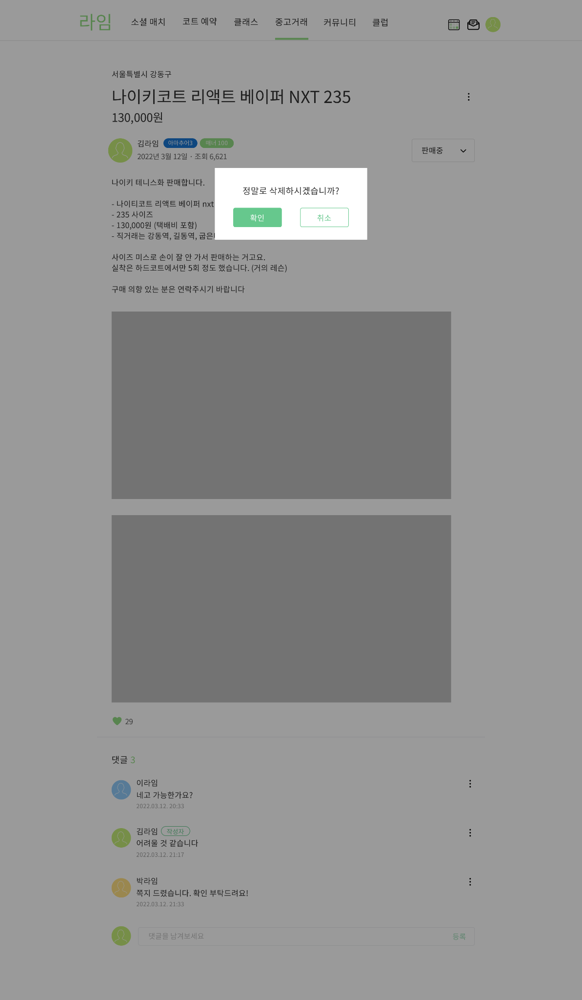 라임
소셜 매치
코트 예약
클래스
중고거래
커뮤니티
클럽
서울특별시 강동구
나이키코트 리액트 베이퍼 NXT 235
130,000원
김라임
아마추어3
매너 100
2022년 3월 12일 · 조회 6,621
판매중
나이키 테니스화 판매합니다.
- 나이티코트 리액트 베이퍼 nxt
- 235 사이즈
- 130,000원 (택배비 포함)
- 직거래는 강동역, 길동역, 굽은
정말로 삭제하시겠습니까?
확인
취소
사이즈 미스로 손이 잘 안 가서 판매하는 거고요.
실착은 하드코트에서만 5회 정도 했습니다. (거의 레슨)
구매 의향 있는 분은 연락주시기 바랍니다
29
댓글 3
이라임
네고 가능한가요?
2022.03.12. 20:33
김라임 작성자
어려울 것 같습니다
2022.03.12. 21:17
박라임
쪽지 드렸습니다. 확인 부탁드려요!
2022.03.12. 21:33
댓글을 남겨보세요
등록